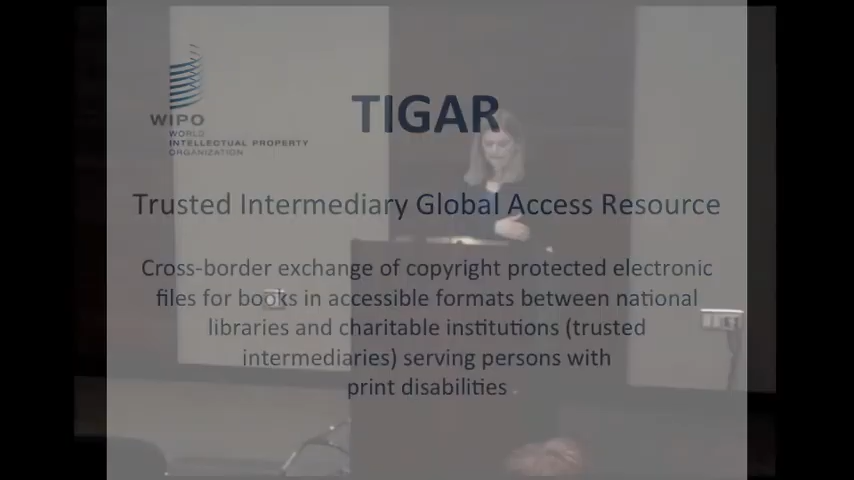 TIGAR
WIPO
WORLD
INTELLECTUAL PROPERTY
ORGANIZATION
Trusted Intermediary Global Access Resource
Cross-border exchange of copyright protected electronic
files for books in accessible formats between national
libraries and charitable institutions (trusted
intermediaries) serving persons with
print disabilities